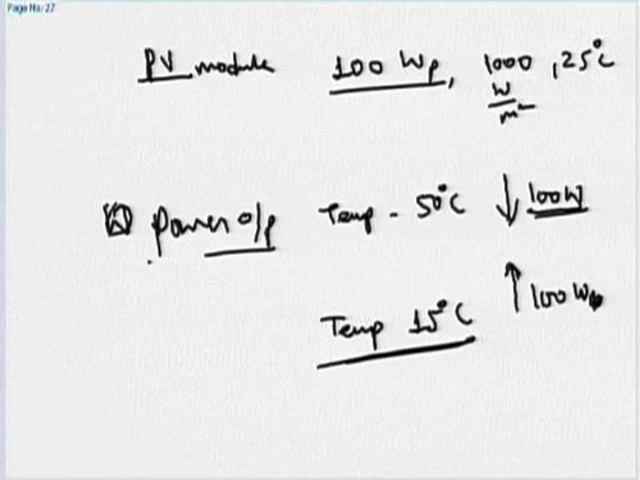 Page No: 27
PV module 100 Wp, 1000 W/m², 25°C
Power o/p Temp - 50°C ↓ 100W
Temp 15°C ↑ 100 Wp